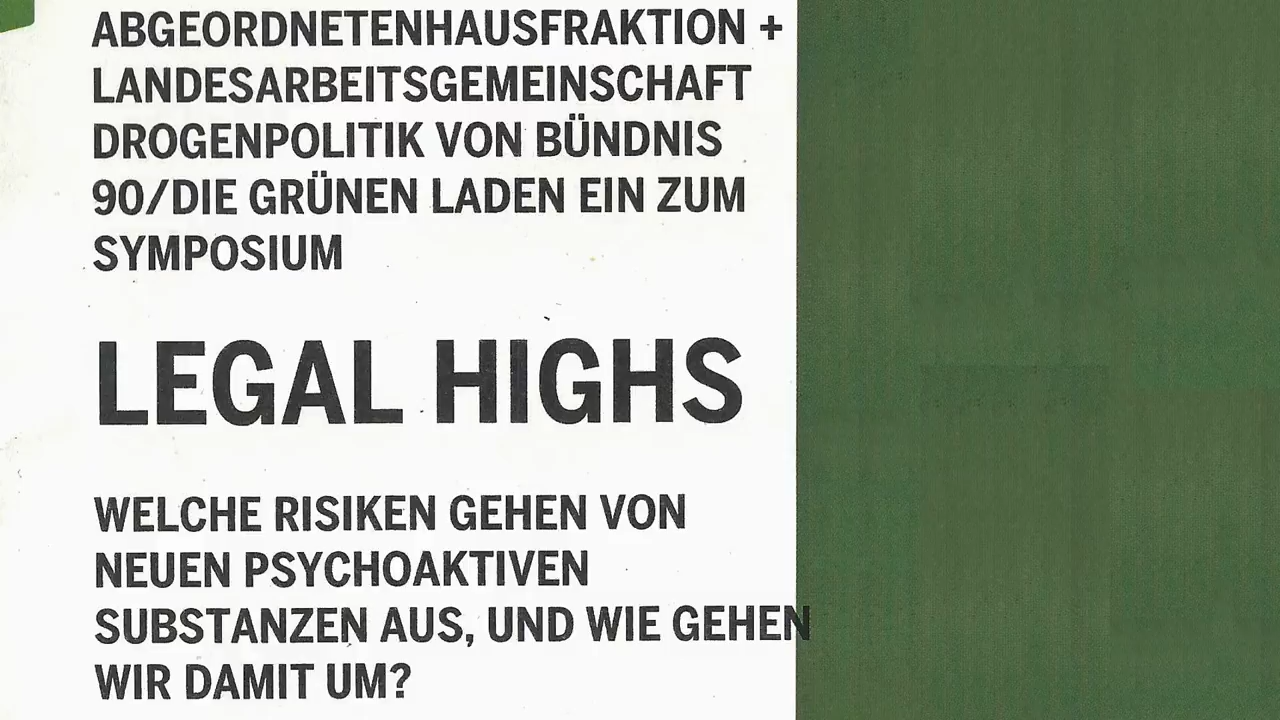 ABGEORDNETENHAUSFRAKTION +
LANDESARBEITSGEMEINSCHAFT
DROGENPOLITIK VON BÜNDNIS
90/DIE GRÜNEN LADEN EIN ZUM
SYMPOSIUM
LEGAL HIGHS
WELCHE RISIKEN GEHEN VON
NEUEN PSYCHOAKTIVEN
SUBSTANZEN AUS, UND WIE GEHEN
WIR DAMIT UM?